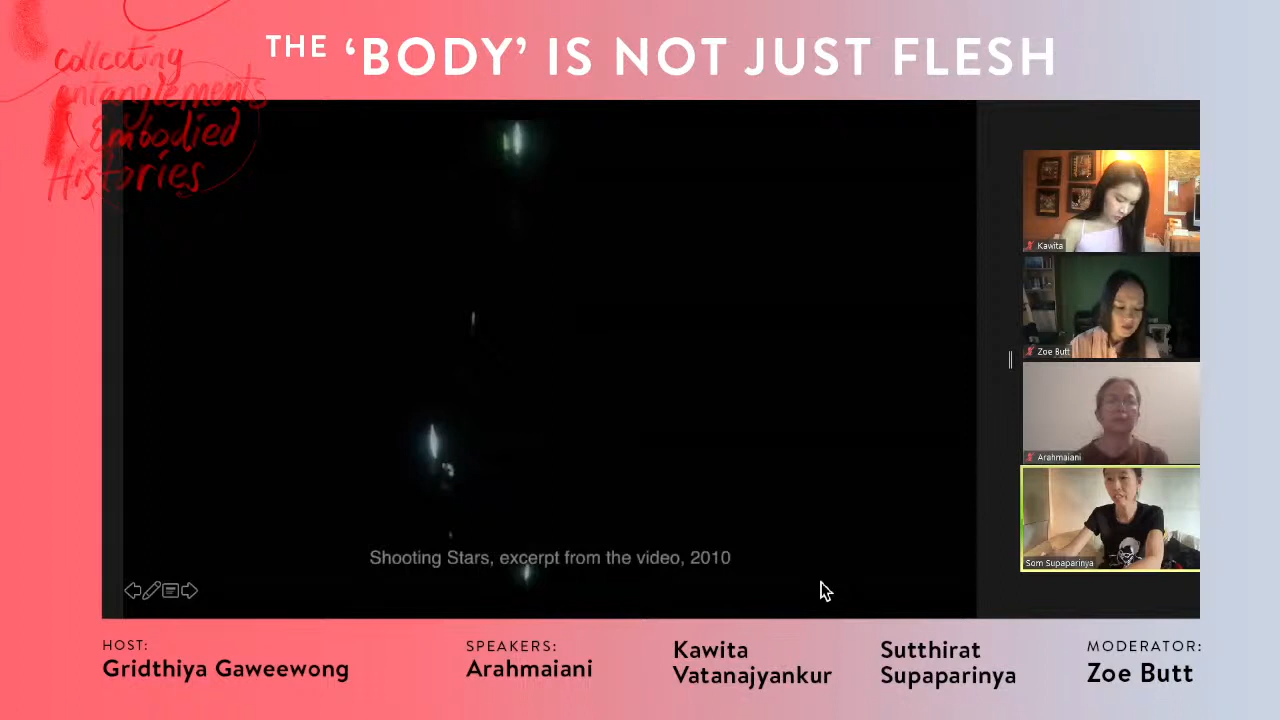 THE ‘BODY’ IS NOT JUST FLESH
collecting
entanglements
Embodied
Histories
Kawita
Zoe Butt
Arahmaiani
Som Supaparinya
Shooting Stars, excerpt from the video, 2010
HOST:
Gridthiya Gaweewong
SPEAKERS:
Arahmaiani
Kawita
Vatanajyankur
Sutthirat
Supaparinya
MODERATOR:
Zoe Butt